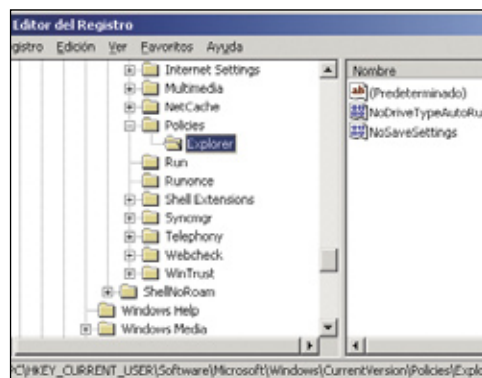 Editor del Registro
gistro Edición Ver Favoritos Ayuda
Internet Settings
Multimedia
NetCache
Policies
Explorer
Run
Runonce
Shell Extensions
Syncmgr
Telephony
Webcheck
WinTrust
ShellNoRoam
Windows Help
Windows Media
Nombre
ab (Predeterminado)
NoDriveTypeAutoRu
NoSaveSettings
PC\HKEY_CURRENT_USER\Software\Microsoft\Windows\CurrentVersion\Policies\Explo